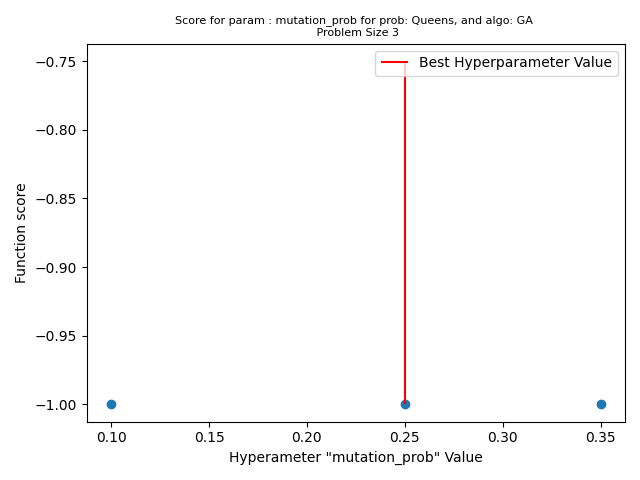 Score for param : mutation_prob for prob: Queens, and algo: GA
Problem Size 3
Best Hyperparameter Value
Function score
−0.75
−0.80
−0.85
−0.90
−0.95
−1.00
0.10 0.15 0.20 0.25 0.30 0.35
Hyperameter "mutation_prob" Value